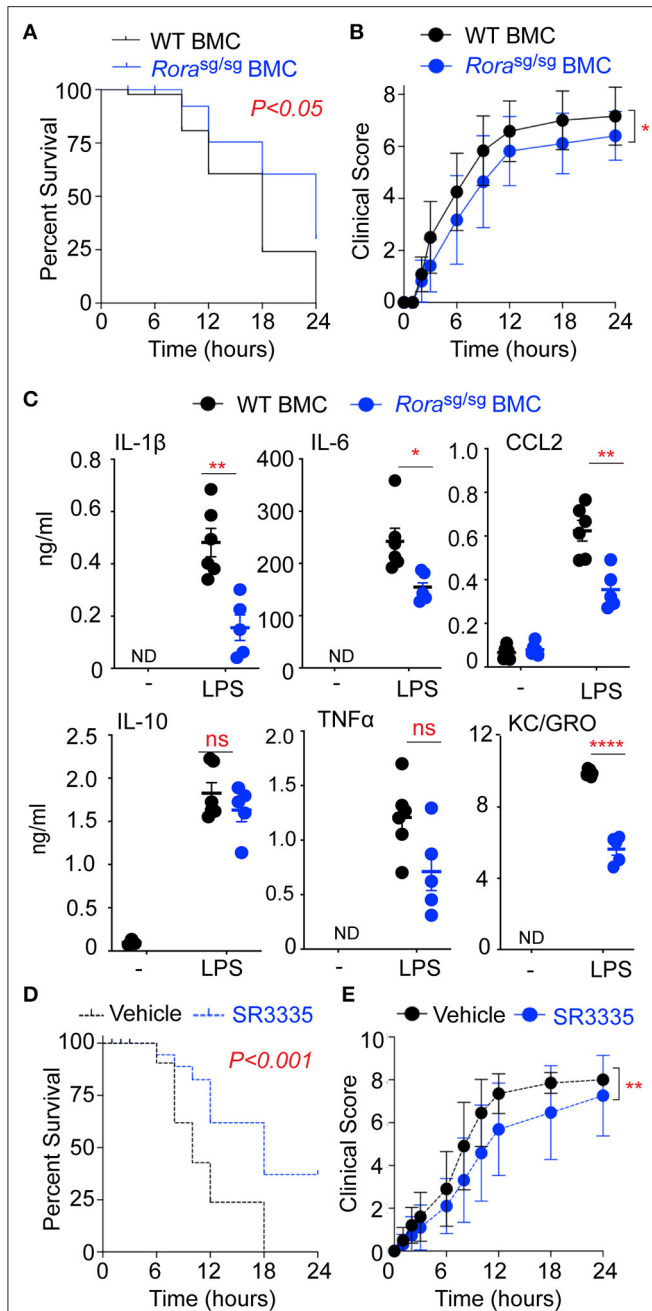 A
WT BMC
Rora^sg/sg BMC
P<0.05
100
75
50
25
0
Percent Survival
0 6 12 18 24
Time (hours)
B
WT BMC
Rora^sg/sg BMC
8
6
4
2
0
Clinical Score
*
0 6 12 18 24
Time (hours)
C
WT BMC Rora^sg/sg BMC
IL-1β
0.8
0.6
0.4
0.2
0
ng/ml
**
ND
- LPS
IL-6
400
300
200
100
0
*
ND
- LPS
CCL2
0.8
0.6
0.4
0.2
0
**
- LPS
IL-10
2.5
2.0
1.5
1.0
0.5
0
ng/ml
ns
- LPS
TNFα
2.0
1.5
1.0
0.5
0
ns
ND
- LPS
KC/GRO
12
8
4
0
****
ND
- LPS
D
Vehicle SR3335
P<0.001
100
75
50
25
0
Percent Survival
0 6 12 18 24
Time (hours)
E
Vehicle SR3335
10
8
6
4
2
0
Clinical Score
**
0 6 12 18 24
Time (hours)